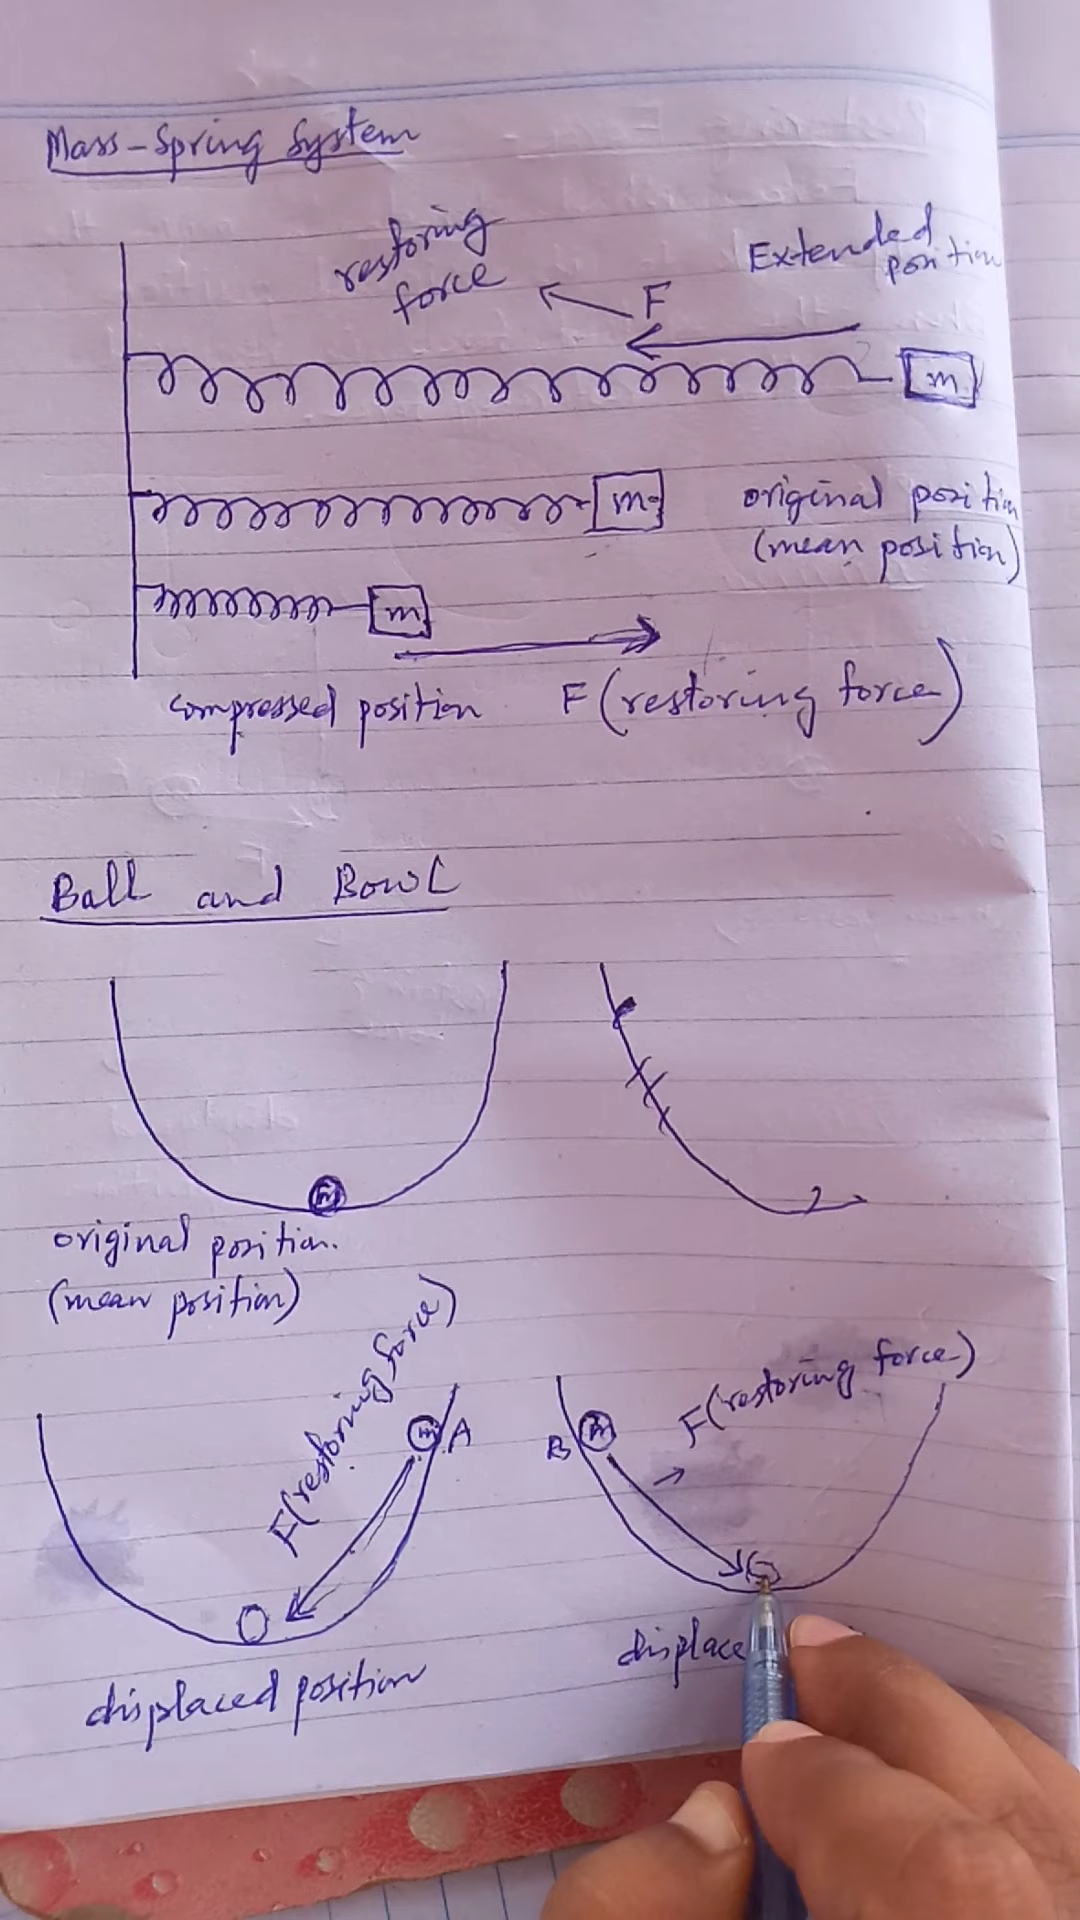 Mass-Spring System
restoring
force
Extended
position
F
m
m
original position
(mean position)
m
compressed position
F (restoring force)
Ball and Bowl
m
original position.
(mean position)
F(restoring force)
m A
displaced position
F(restoring force)
B m
displace